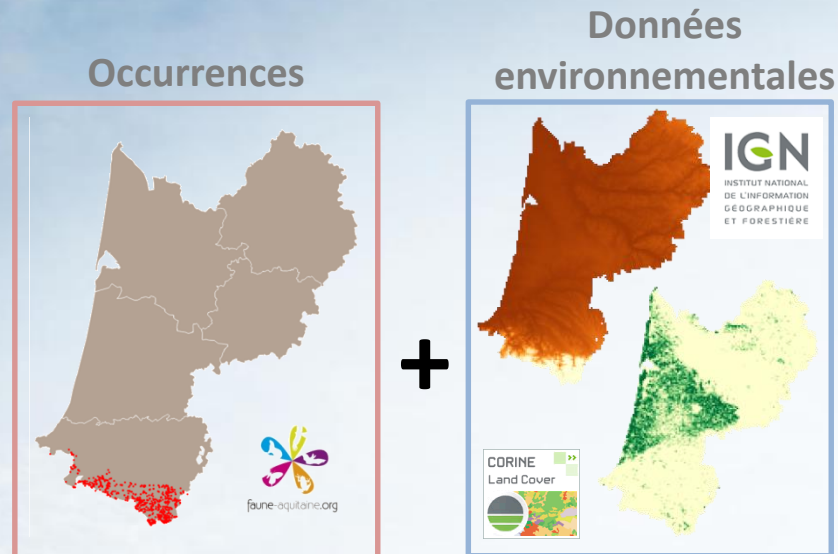 Occurrences
Données
environnementales
faune-aquitaine.org
+
IGN
INSTITUT NATIONAL
DE L'INFORMATION
GÉOGRAPHIQUE
ET FORESTIÈRE
CORINE
Land Cover